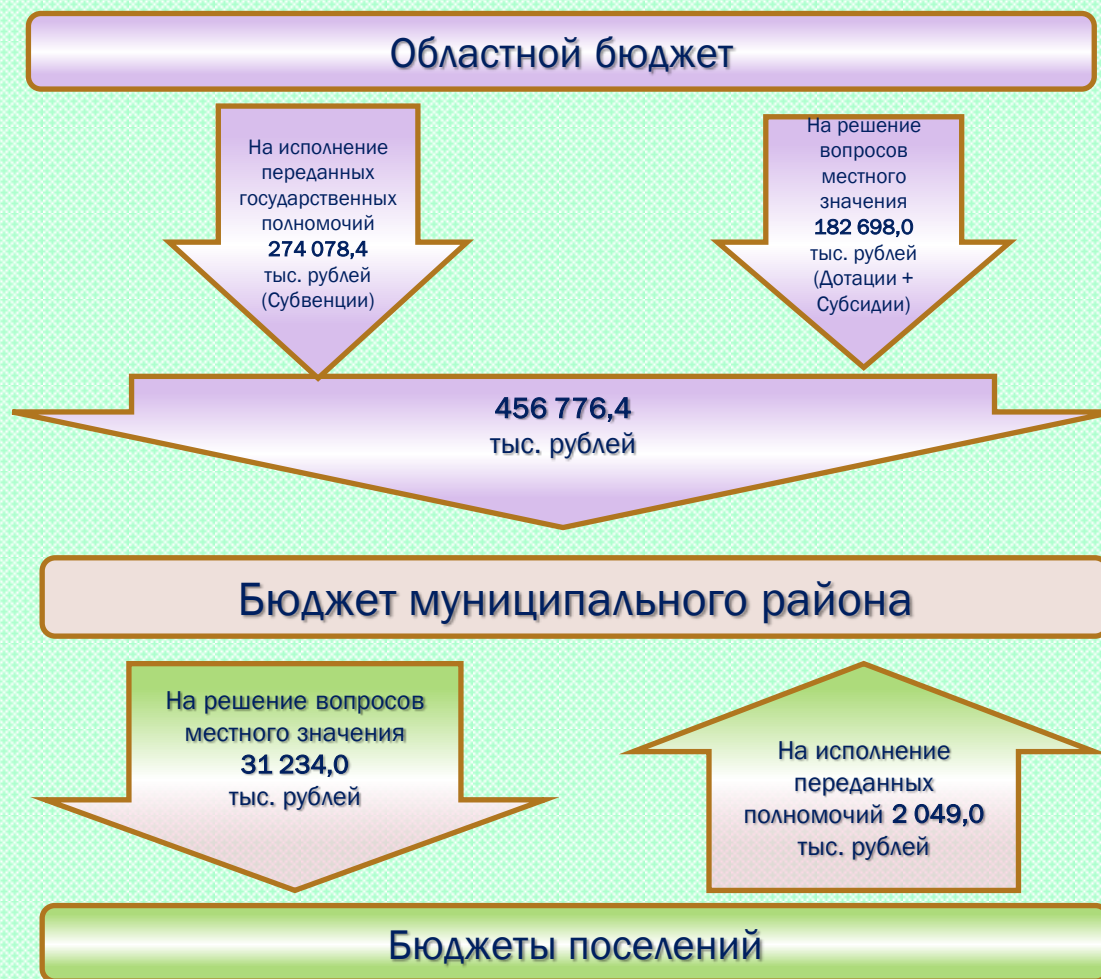 Областной бюджет
На исполнение
переданных
государственных
полномочий
274 078,4
тыс. рублей
(Субвенции)
На решение
вопросов
местного
значения
182 698,0
тыс. рублей
(Дотации +
Субсидии)
456 776,4
тыс. рублей
Бюджет муниципального района
На решение вопросов
местного значения
31 234,0
тыс. рублей
На исполнение
переданных
полномочий 2 049,0
тыс. рублей
Бюджеты поселений